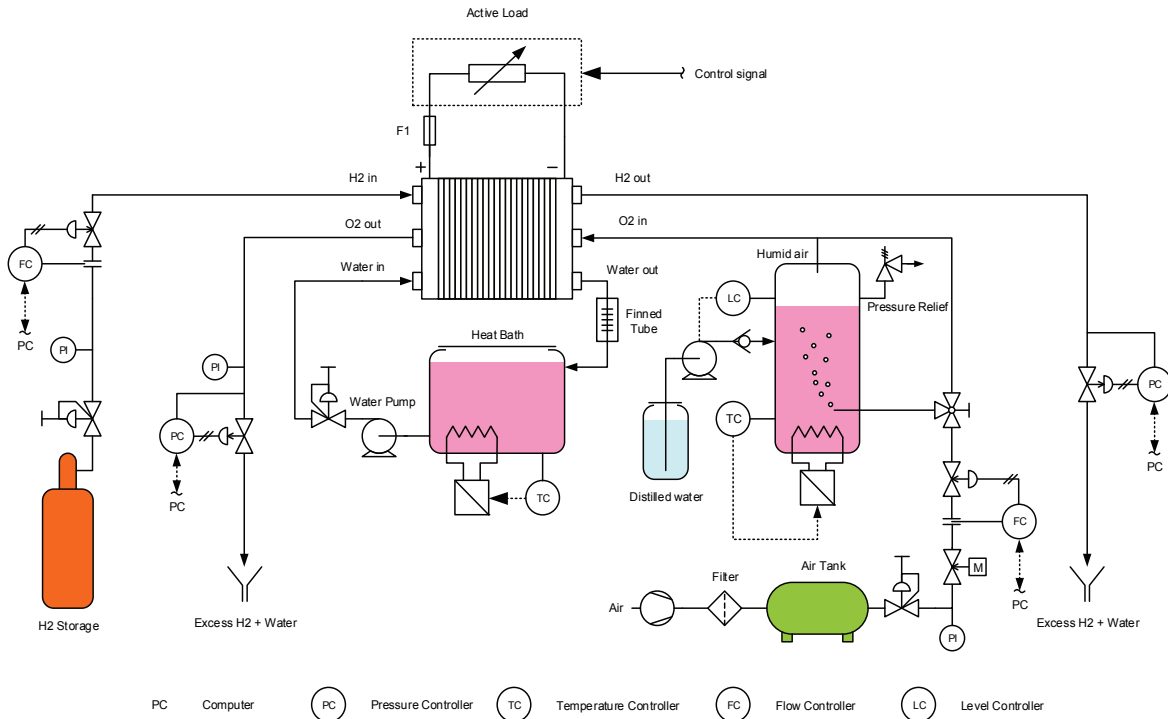 Active Load
Control signal
F1
+
−
H2 in
H2 out
O2 out
O2 in
Water in
Water out
Humid air
FC
LC
Pressure Relief
Finned
Tube
PC
PI
Heat Bath
PI
PC
Water Pump
TC
PC
PC
PC
PC
TC
Distilled water
FC
M
Filter
Air Tank
Air
PC
PI
H2 Storage
Excess H2 + Water
Excess H2 + Water
PC Computer PC Pressure Controller TC Temperature Controller FC Flow Controller LC Level Controller